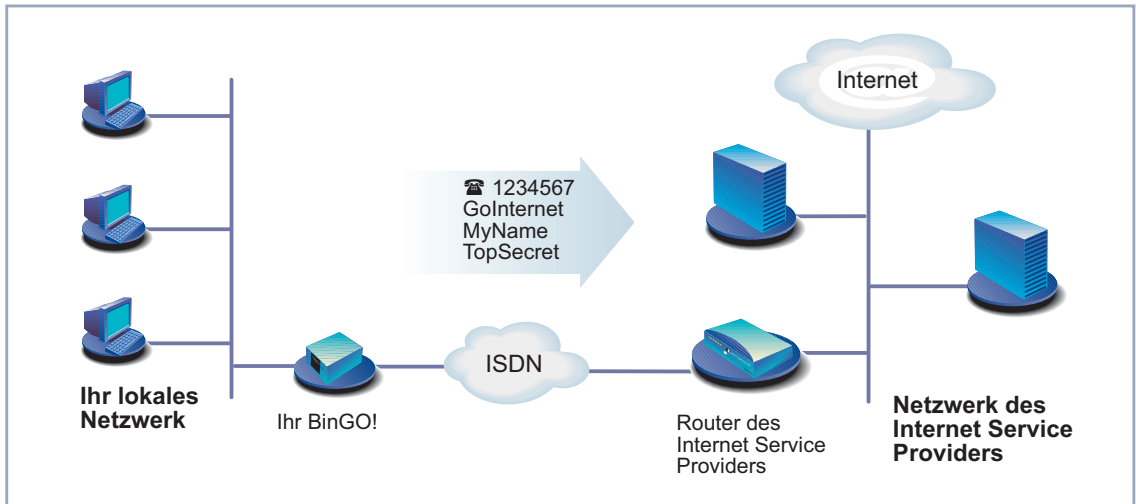 Internet
☎ 1234567
GoInternet
MyName
TopSecret
ISDN
Ihr lokales
Netzwerk
Ihr BinGO!
Router des
Internet Service
Providers
Netzwerk des
Internet Service
Providers